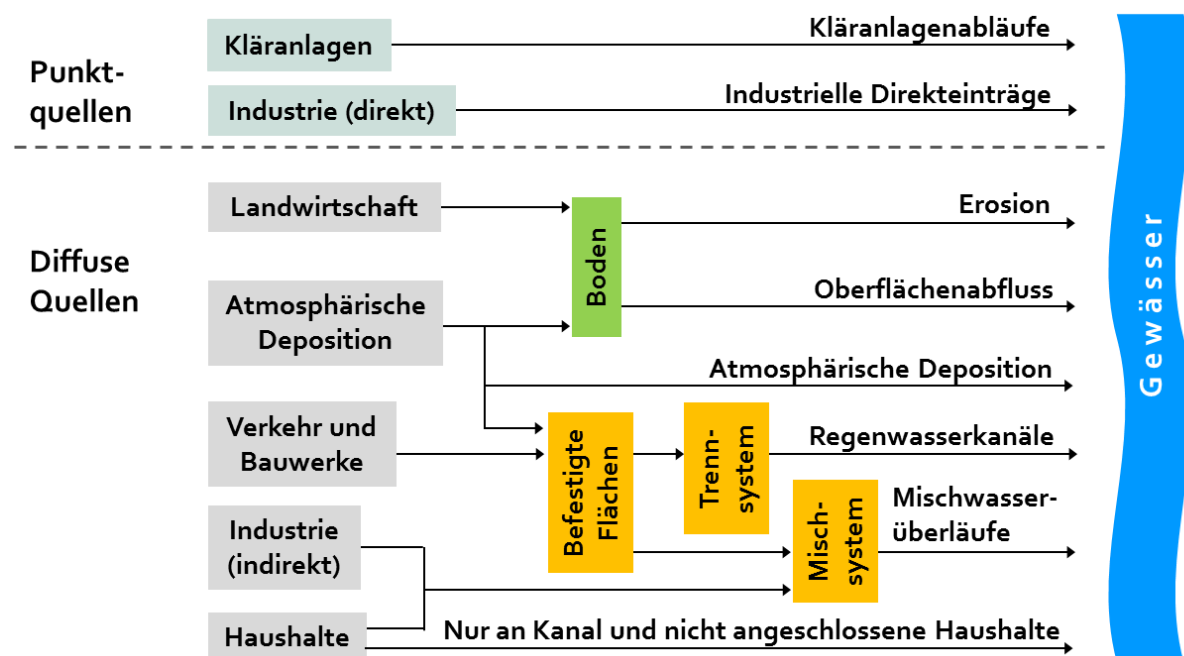 Punkt-
quellen
Kläranlagen
Kläranlagenabläufe
Industrie (direkt)
Industrielle Direkteinträge
Diffuse
Quellen
Landwirtschaft
Boden
Erosion
Atmosphärische
Deposition
Oberflächenabfluss
Atmosphärische Deposition
Verkehr und
Bauwerke
Befestigte
Flächen
Trenn-
system
Regenwasserkanäle
Industrie
(indirekt)
Misch-
system
Mischwasser-
überläufe
Haushalte
Nur an Kanal und nicht angeschlossene Haushalte
Gewässer